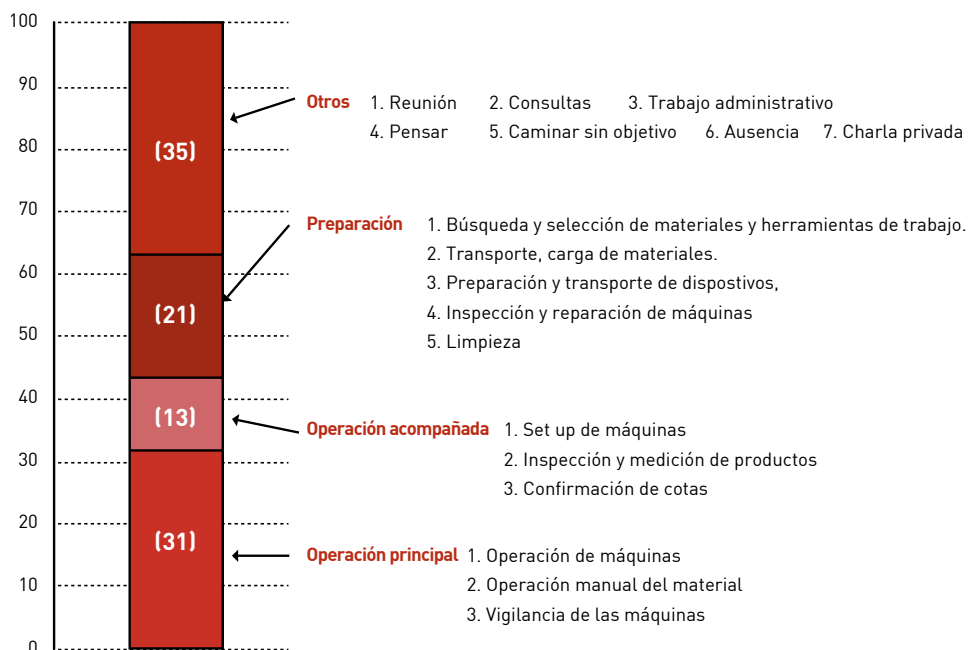 100
90
Otros 1. Reunión 2. Consultas 3. Trabajo administrativo
4. Pensar 5. Caminar sin objetivo 6. Ausencia 7. Charla privada
80
(35)
70
Preparación 1. Búsqueda y selección de materiales y herramientas de trabajo.
2. Transporte, carga de materiales.
60
3. Preparación y transporte de dispostivos,
(21)
4. Inspección y reparación de máquinas
50
5. Limpieza
40
(13)
Operación acompañada 1. Set up de máquinas
2. Inspección y medición de productos
30
3. Confirmación de cotas
20
(31)
Operación principal 1. Operación de máquinas
10
2. Operación manual del material
3. Vigilancia de las máquinas
0